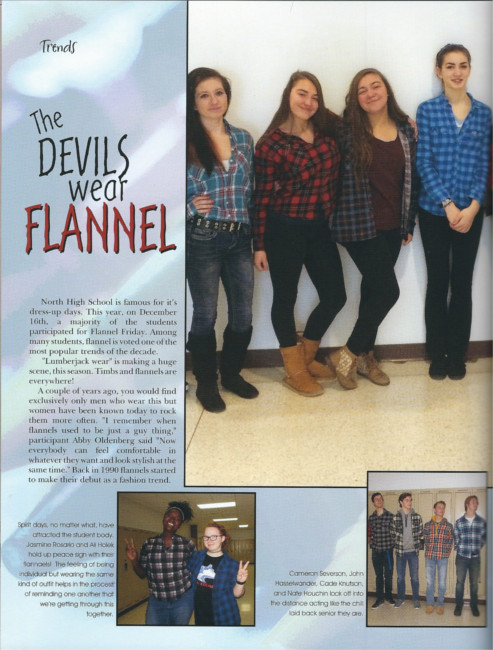 Trends
The
DEVILS
wear
FLANNEL
North High School is famous for it's
dress-up days. This year, on December
16th, a majority of the students
participated for Flannel Friday. Among
many students, flannel is voted one of the
most popular trends of the decade.
"Lumberjack wear" is making a huge
scene, this season. Timbs and flannels are
everywhere!
A couple of years ago, you would find
exclusively only men who wear this but
women have been known today to rock
them more often. "I remember when
flannels used to be just a guy thing,"
participant Abby Oldenberg said "Now
everybody can feel comfortable in
whatever they want and look stylish at the
same time." Back in 1990 flannels started
to make their debut as a fashion trend.
Spirit days, no matter what, have
attracted the student body.
Jasmine Rosario and Ali Holek
hold up peace sign with their
flannels! The feeling of being
individual but wearing the same
kind of outfit helps in the process
of reminding one another that
we're getting through this
together.
Cameron Severson, John
Hasselwander, Cade Knutson,
and Nate Houchin look off into
the distance acting like the chill
laid back senior they are.